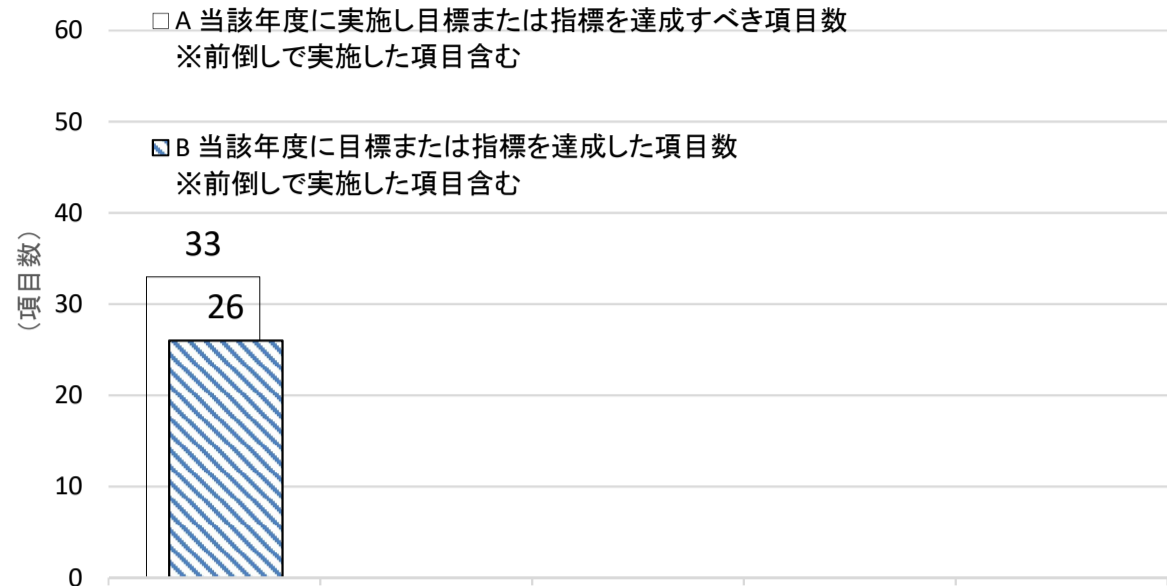 □A 当該年度に実施し目標または指標を達成すべき項目数
※前倒しで実施した項目含む
B 当該年度に目標または指標を達成した項目数
※前倒しで実施した項目含む
(項目数)
60
50
40
30
20
10
0
33
26